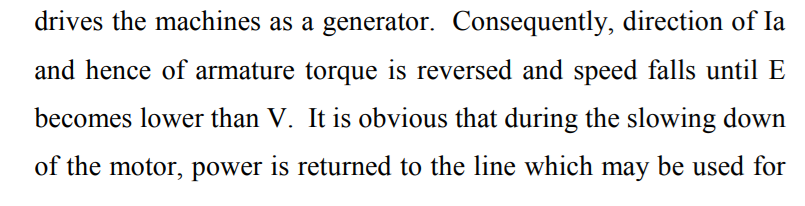 drives the machines as a generator. Consequently, direction of Ia
and hence of armature torque is reversed and speed falls until E
becomes lower than V. It is obvious that during the slowing down
of the motor, power is returned to the line which may be used for